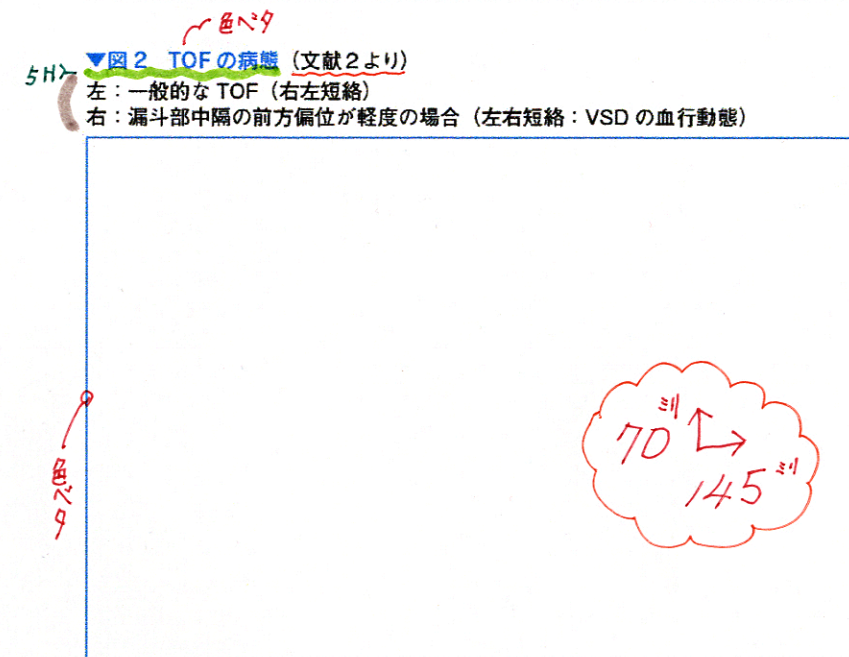 色ベタ
▼図2 TOFの病態（文献2より）
5H
左：一般的なTOF（右左短絡）
右：漏斗部中隔の前方偏位が軽度の場合（左右短絡：VSDの血行動態）
70ミリ
145ミリ
色ベタ